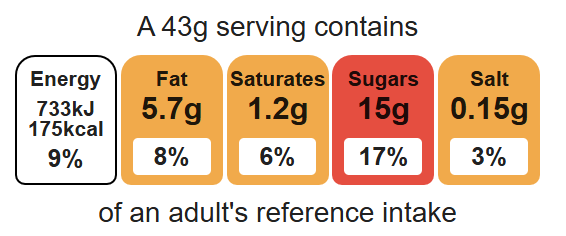 A 43g serving contains
Energy
733kJ
175kcal
9%
Fat
5.7g
8%
Saturates
1.2g
6%
Sugars
15g
17%
Salt
0.15g
3%
of an adult's reference intake